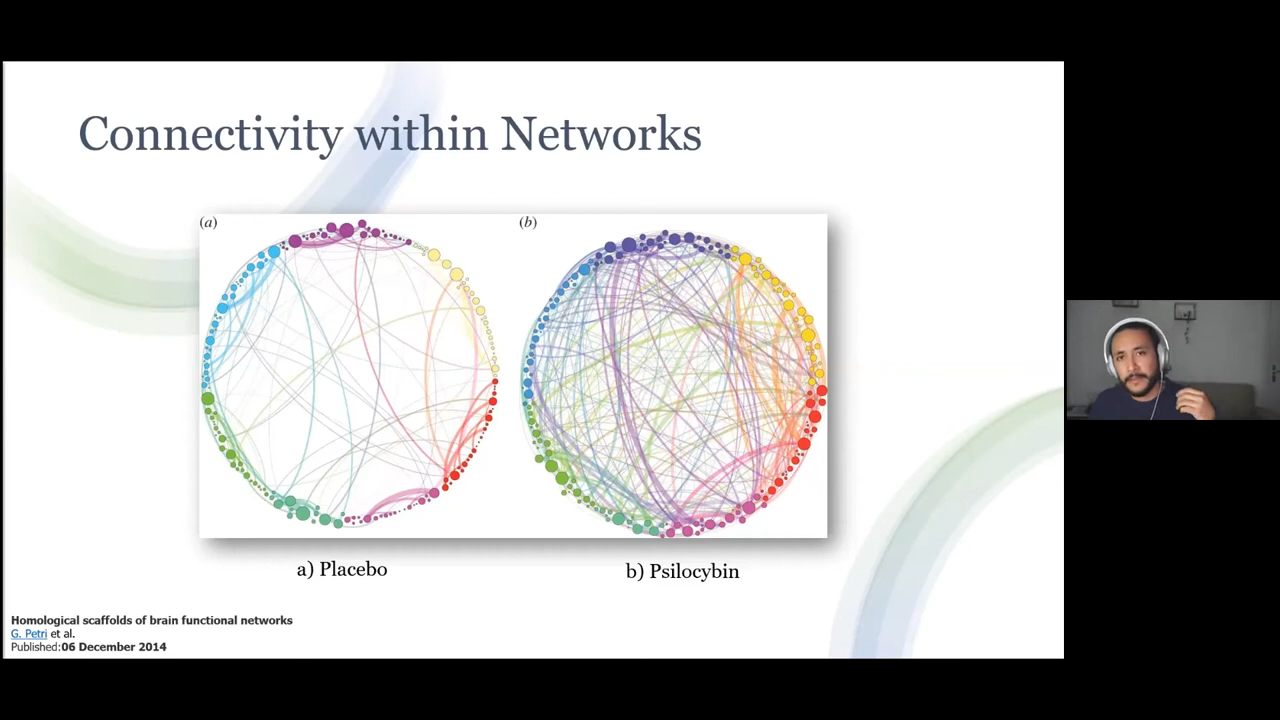 Connectivity within Networks
(a)
(b)
a) Placebo
b) Psilocybin
Homological scaffolds of brain functional networks
G. Petri et al.
Published:06 December 2014